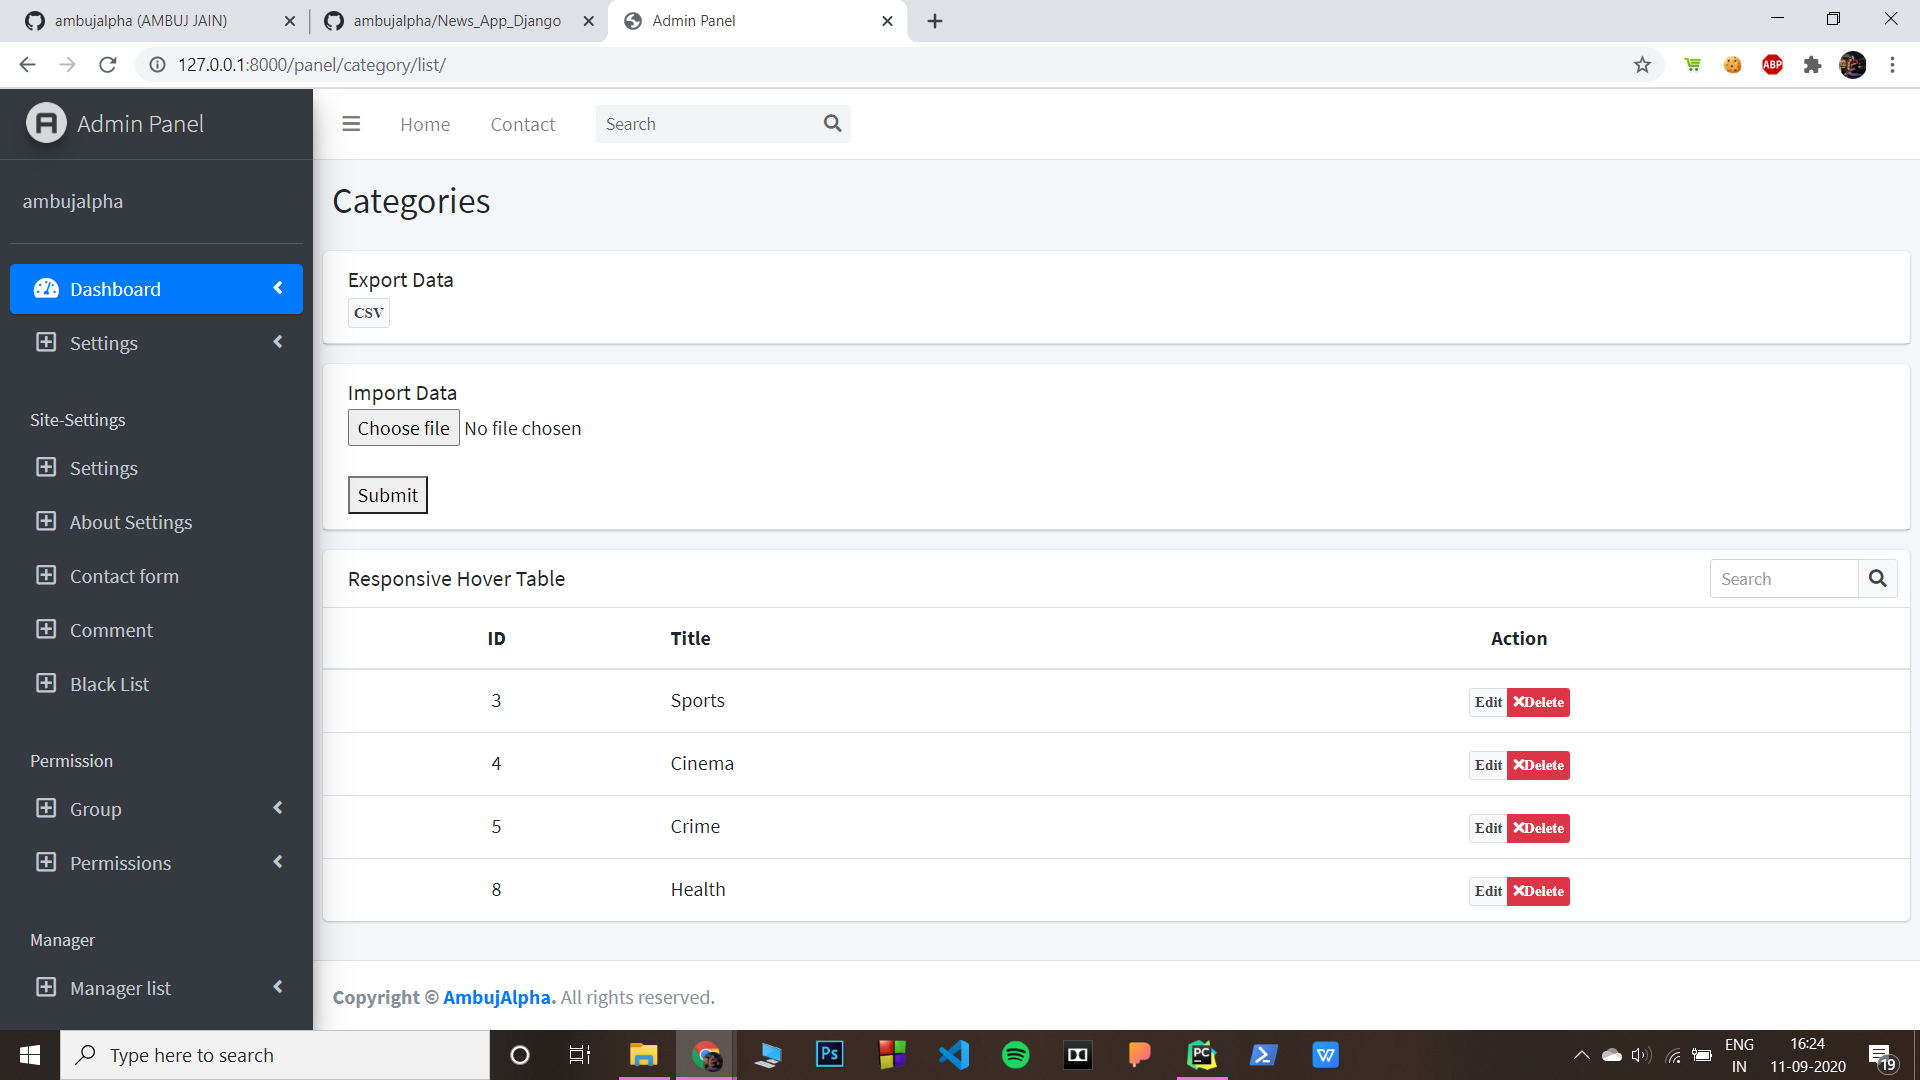 ambujalpha (AMBUJ JAIN)
ambujalpha/News_App_Django
Admin Panel
127.0.0.1:8000/panel/category/list/
ABP
Admin Panel
Home
Contact
Search
ambujalpha
Dashboard
Settings
Site-Settings
Settings
About Settings
Contact form
Comment
Black List
Permission
Group
Permissions
Manager
Manager list
Categories
Export Data
CSV
Import Data
Choose file No file chosen
Submit
Responsive Hover Table
Search
ID Title Action
3 Sports Edit Delete
4 Cinema Edit Delete
5 Crime Edit Delete
8 Health Edit Delete
Copyright © AmbujAlpha. All rights reserved.
Type here to search
Ps
PC
W
ENG
IN
16:24
11-09-2020
19